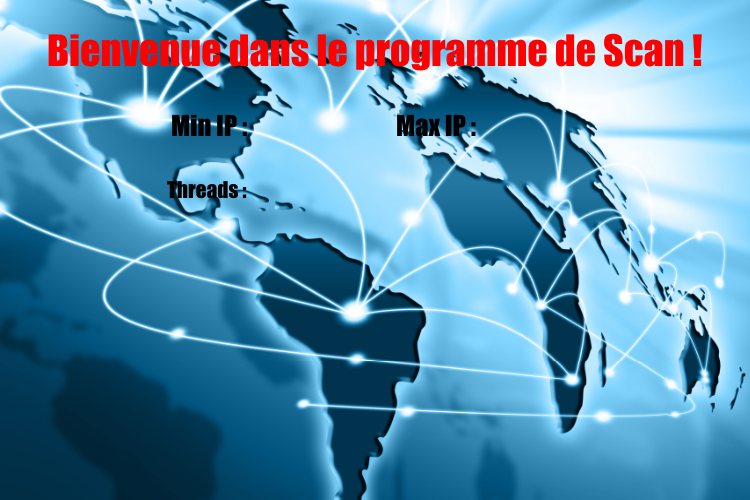 Bienvenue dans le programme de Scan !
Min IP : Max IP :
Threads :